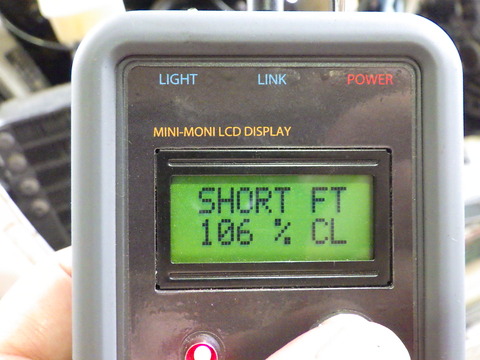 LIGHT LINK POWER
MINI-MONI LCD DISPLAY
SHORT FT
106 % CL